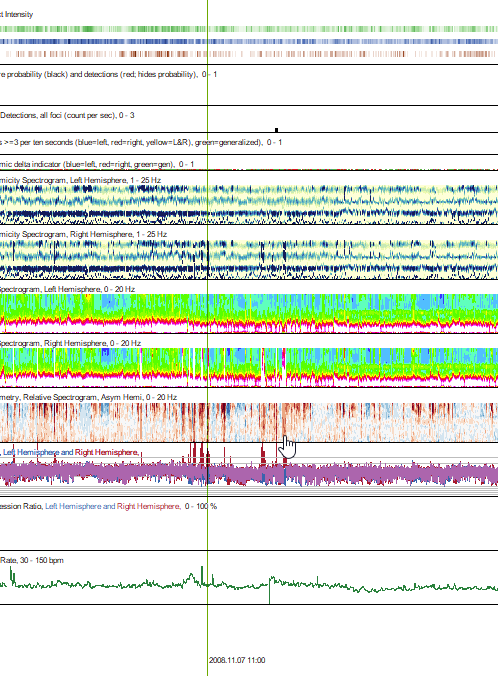 t Intensity
e probability (black) and detections (red; hides probability), 0 - 1
Detections, all foci (count per sec), 0 - 3
s >=3 per ten seconds (blue=left, red=right, yellow=L&R), green=generalized), 0 - 1
mic delta indicator (blue=left, red=right, green=gen), 0 - 1
micity Spectrogram, Left Hemisphere, 1 - 25 Hz
micity Spectrogram, Right Hemisphere, 1 - 25 Hz
Spectrogram, Left Hemisphere, 0 - 20 Hz
Spectrogram, Right Hemisphere, 0 - 20 Hz
metry, Relative Spectrogram, Asym Hemi, 0 - 20 Hz
, Left Hemisphere and Right Hemisphere,
ession Ratio, Left Hemisphere and Right Hemisphere, 0 - 100 %
Rate, 30 - 150 bpm
2008.11.07 11:00